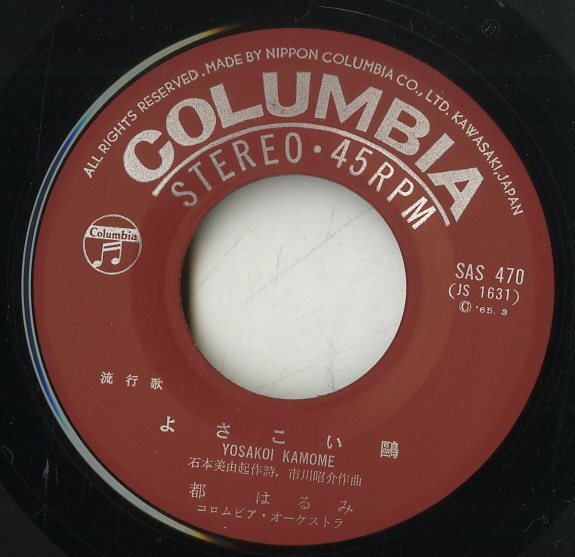 ALL RIGHTS RESERVED. MADE BY NIPPON COLUMBIA CO., LTD. KAWASAKI, JAPAN
COLUMBIA
STEREO・45RPM
Columbia
SAS 470
(JS 1631)
© '65. 3
流行歌
よさこい鷗
YOSAKOI KAMOME
石本美由起作詩，市川昭介作曲
都 はるみ
コロムビア・オーケストラ